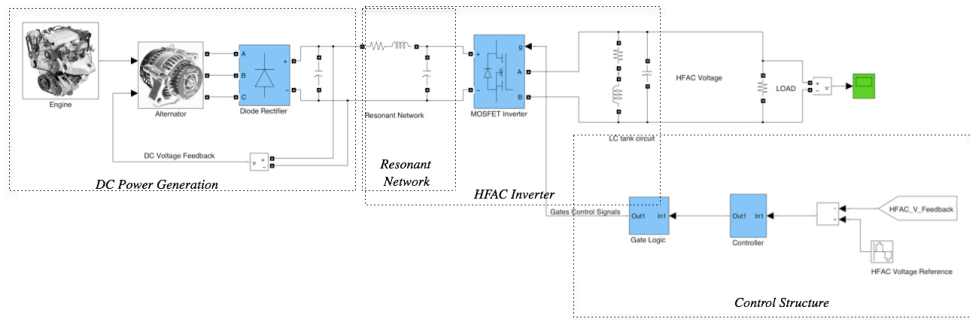 Engine
Alternator
A
B
C
+
−
Diode Rectifier
DC Voltage Feedback
v
+
−
DC Power Generation
Resonant Network
Resonant
Network
+
−
g
A
B
MOSFET Inverter
HFAC Inverter
LC tank circuit
HFAC Voltage
LOAD
+
−
v
Gates Control Signals
Out1 In1
Gate Logic
Out1 In1
Controller
−
+
HFAC_V_Feedback
HFAC Voltage Reference
Control Structure